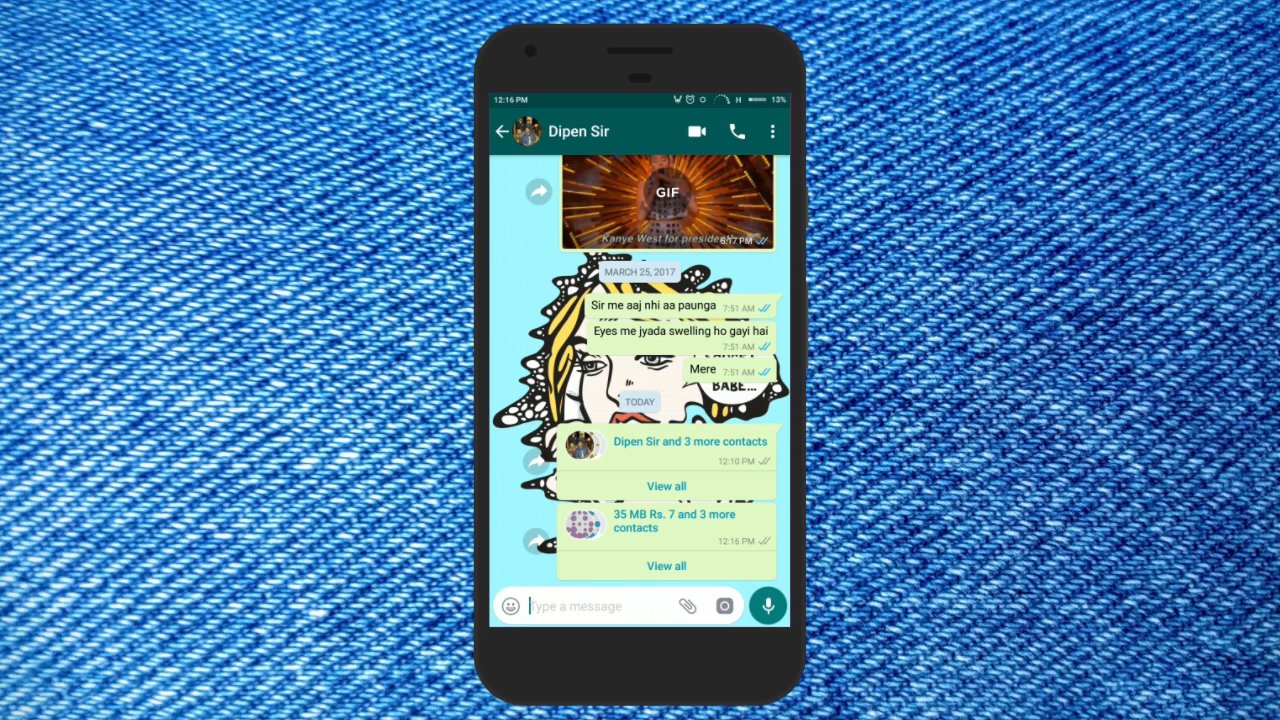 12:16 PM H 13%
Dipen Sir
GIF
Kanye West for president
6:17 PM
MARCH 25, 2017
Sir me aaj nhi aa paunga 7:51 AM
Eyes me jyada swelling ho gayi hai
7:51 AM
Mere 7:51 AM
BABE...
TODAY
Dipen Sir and 3 more contacts
12:10 PM
View all
35 MB Rs. 7 and 3 more
contacts
12:16 PM
View all
Type a message